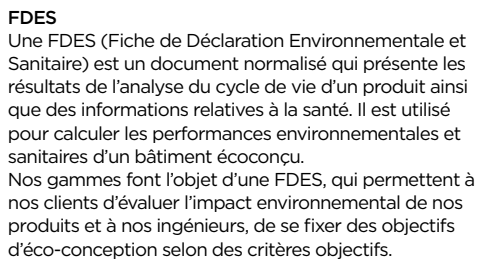 FDES
Une FDES (Fiche de Déclaration Environnementale et
Sanitaire) est un document normalisé qui présente les
résultats de l'analyse du cycle de vie d'un produit ainsi
que des informations relatives à la santé. Il est utilisé
pour calculer les performances environnementales et
sanitaires d'un bâtiment écoconçu.
Nos gammes font l'objet d'une FDES, qui permettent à
nos clients d'évaluer l'impact environnemental de nos
produits et à nos ingénieurs, de se fixer des objectifs
d'éco-conception selon des critères objectifs.